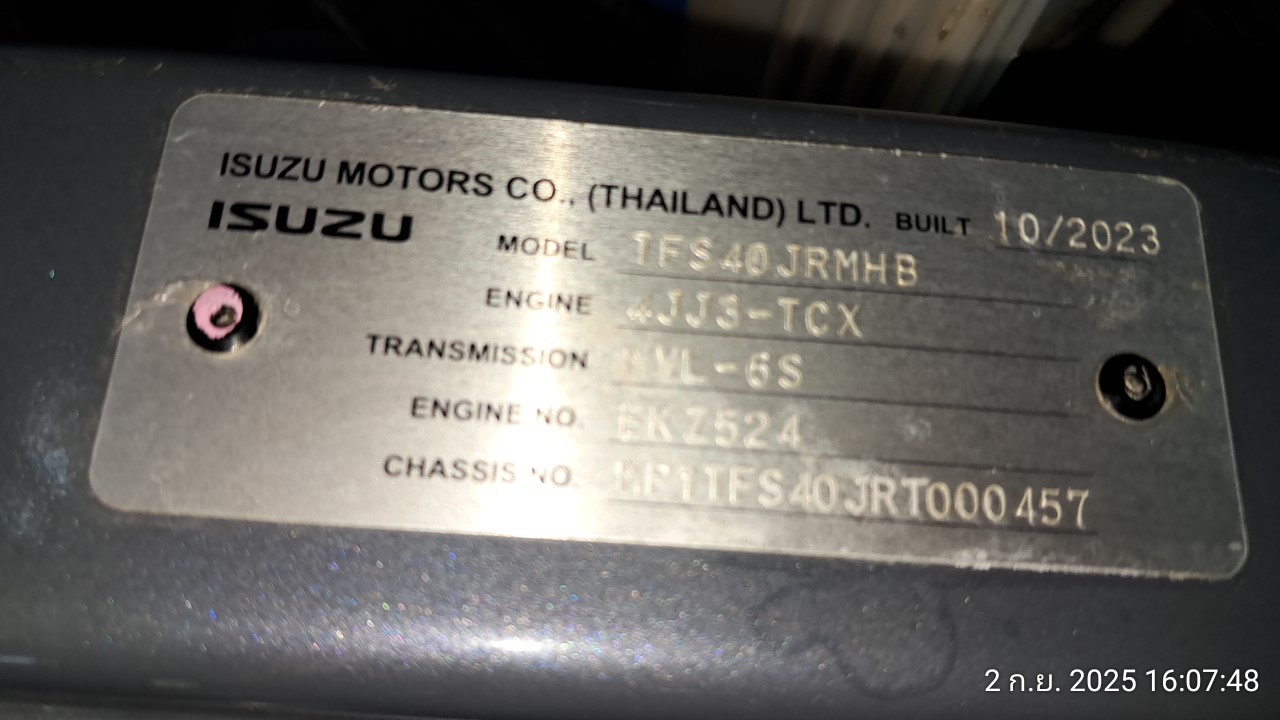 ISUZU MOTORS CO., (THAILAND) LTD. BUILT 10/2023
ISUZU
MODEL TFS40JRMHB
ENGINE 4JJ3-TCX
TRANSMISSION MVL-6S
ENGINE NO. EKZ524
CHASSIS NO. MP1TFS40JRT000457
2 ก.ย. 2025 16:07:48